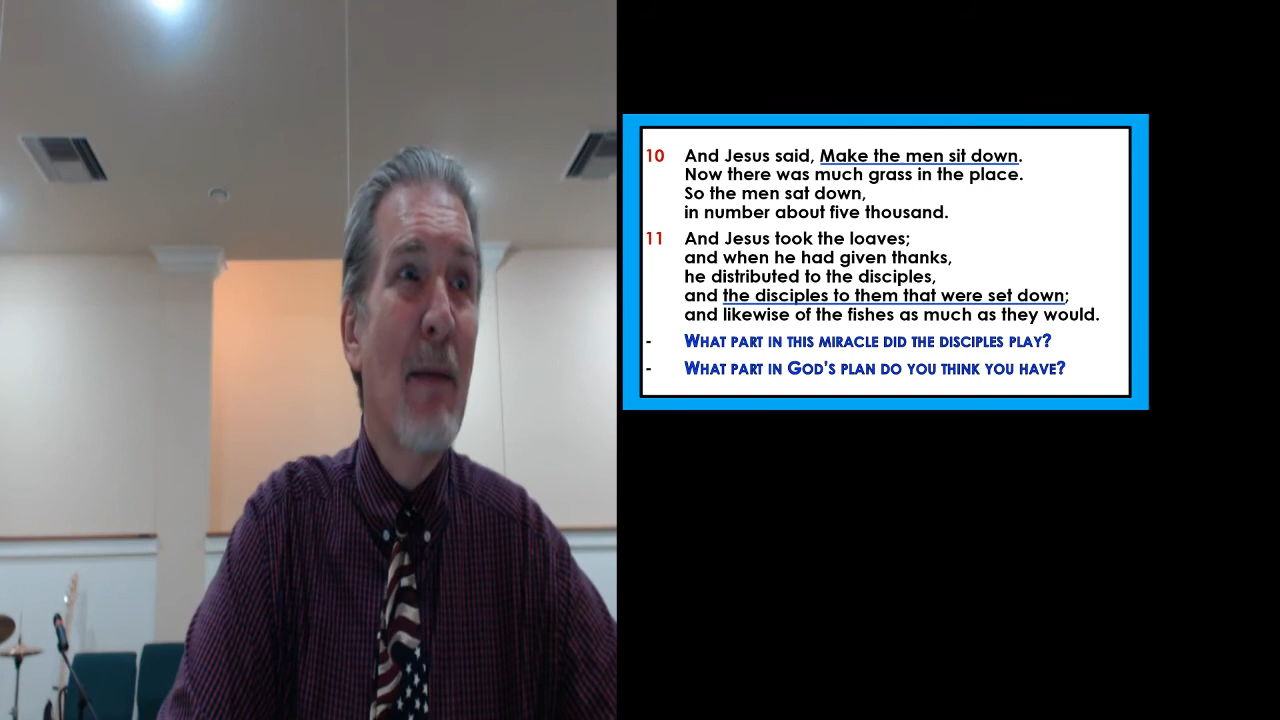 10 And Jesus said, Make the men sit down.
Now there was much grass in the place.
So the men sat down,
in number about five thousand.
11 And Jesus took the loaves;
and when he had given thanks,
he distributed to the disciples,
and the disciples to them that were set down;
and likewise of the fishes as much as they would.
- What part in this miracle did the disciples play?
- What part in God's plan do you think you have?